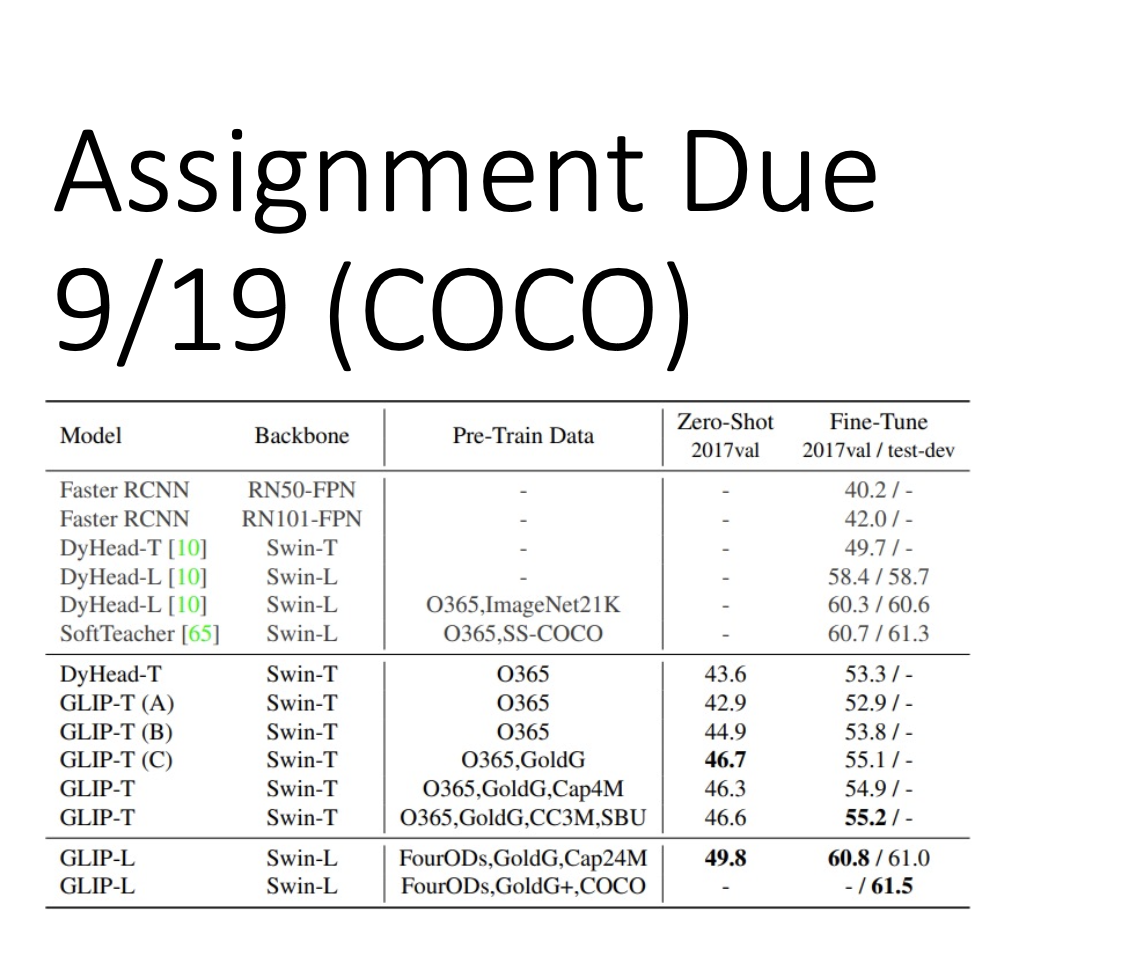 Assignment Due
9/19 (COCO)
Model Backbone Pre-Train Data Zero-Shot Fine-Tune
2017val 2017val / test-dev
Faster RCNN RN50-FPN - - 40.2 / -
Faster RCNN RN101-FPN - - 42.0 / -
DyHead-T [10] Swin-T - - 49.7 / -
DyHead-L [10] Swin-L - - 58.4 / 58.7
DyHead-L [10] Swin-L O365,ImageNet21K - 60.3 / 60.6
SoftTeacher [65] Swin-L O365,SS-COCO - 60.7 / 61.3
DyHead-T Swin-T O365 43.6 53.3 / -
GLIP-T (A) Swin-T O365 42.9 52.9 / -
GLIP-T (B) Swin-T O365 44.9 53.8 / -
GLIP-T (C) Swin-T O365,GoldG 46.7 55.1 / -
GLIP-T Swin-T O365,GoldG,Cap4M 46.3 54.9 / -
GLIP-T Swin-T O365,GoldG,CC3M,SBU 46.6 55.2 / -
GLIP-L Swin-L FourODs,GoldG,Cap24M 49.8 60.8 / 61.0
GLIP-L Swin-L FourODs,GoldG+,COCO - - / 61.5